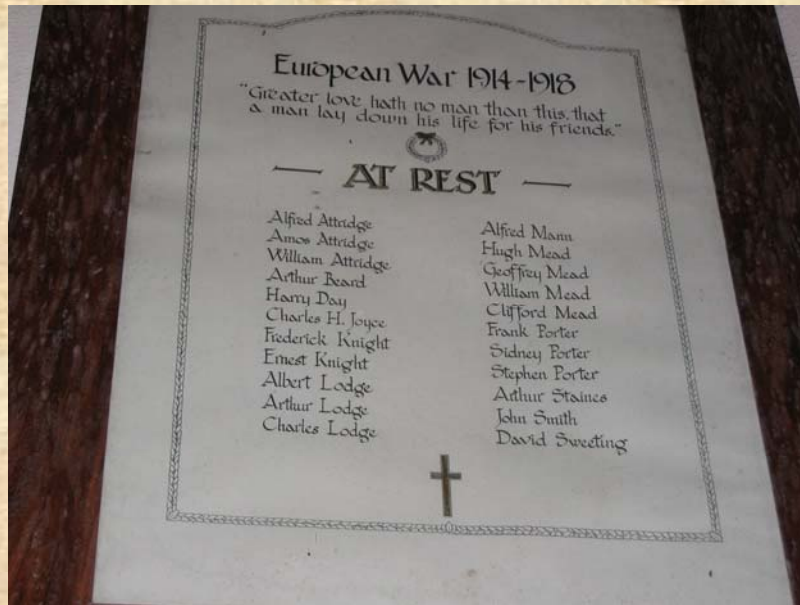 European War 1914-1918
"Greater love hath no man than this, that
a man lay down his life for his friends."
AT REST
Alfred Attridge
Amos Attridge
William Attridge
Arthur Beard
Harry Day
Charles H. Joyce
Frederick Knight
Ernest Knight
Albert Lodge
Arthur Lodge
Charles Lodge
Alfred Mann
Hugh Mead
Geoffrey Mead
William Mead
Clifford Mead
Frank Porter
Sidney Porter
Stephen Porter
Arthur Staines
John Smith
David Sweeting